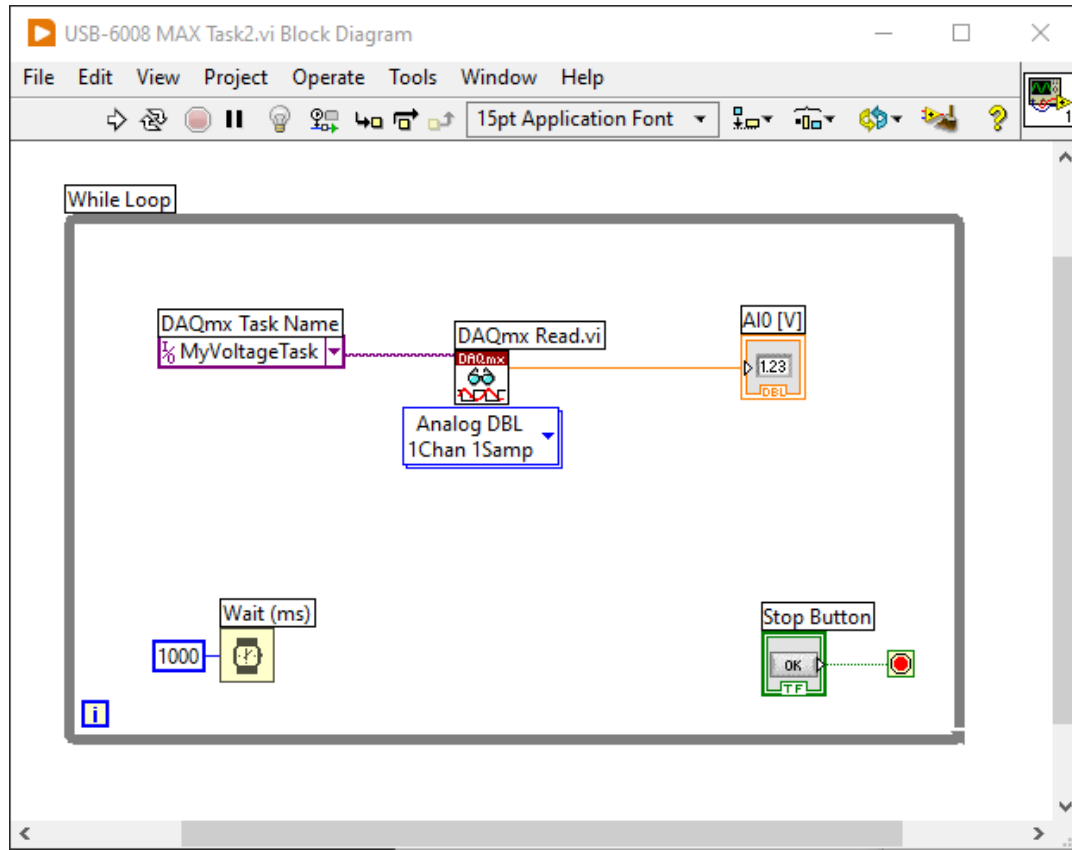 USB-6008 MAX Task2.vi Block Diagram
File Edit View Project Operate Tools Window Help
15pt Application Font
1
While Loop
DAQmx Task Name
I/O MyVoltageTask
DAQmx Read.vi
DAQmx
Analog DBL
1Chan 1Samp
AI0 [V]
1.23
DBL
Wait (ms)
1000
Stop Button
OK
TF
i